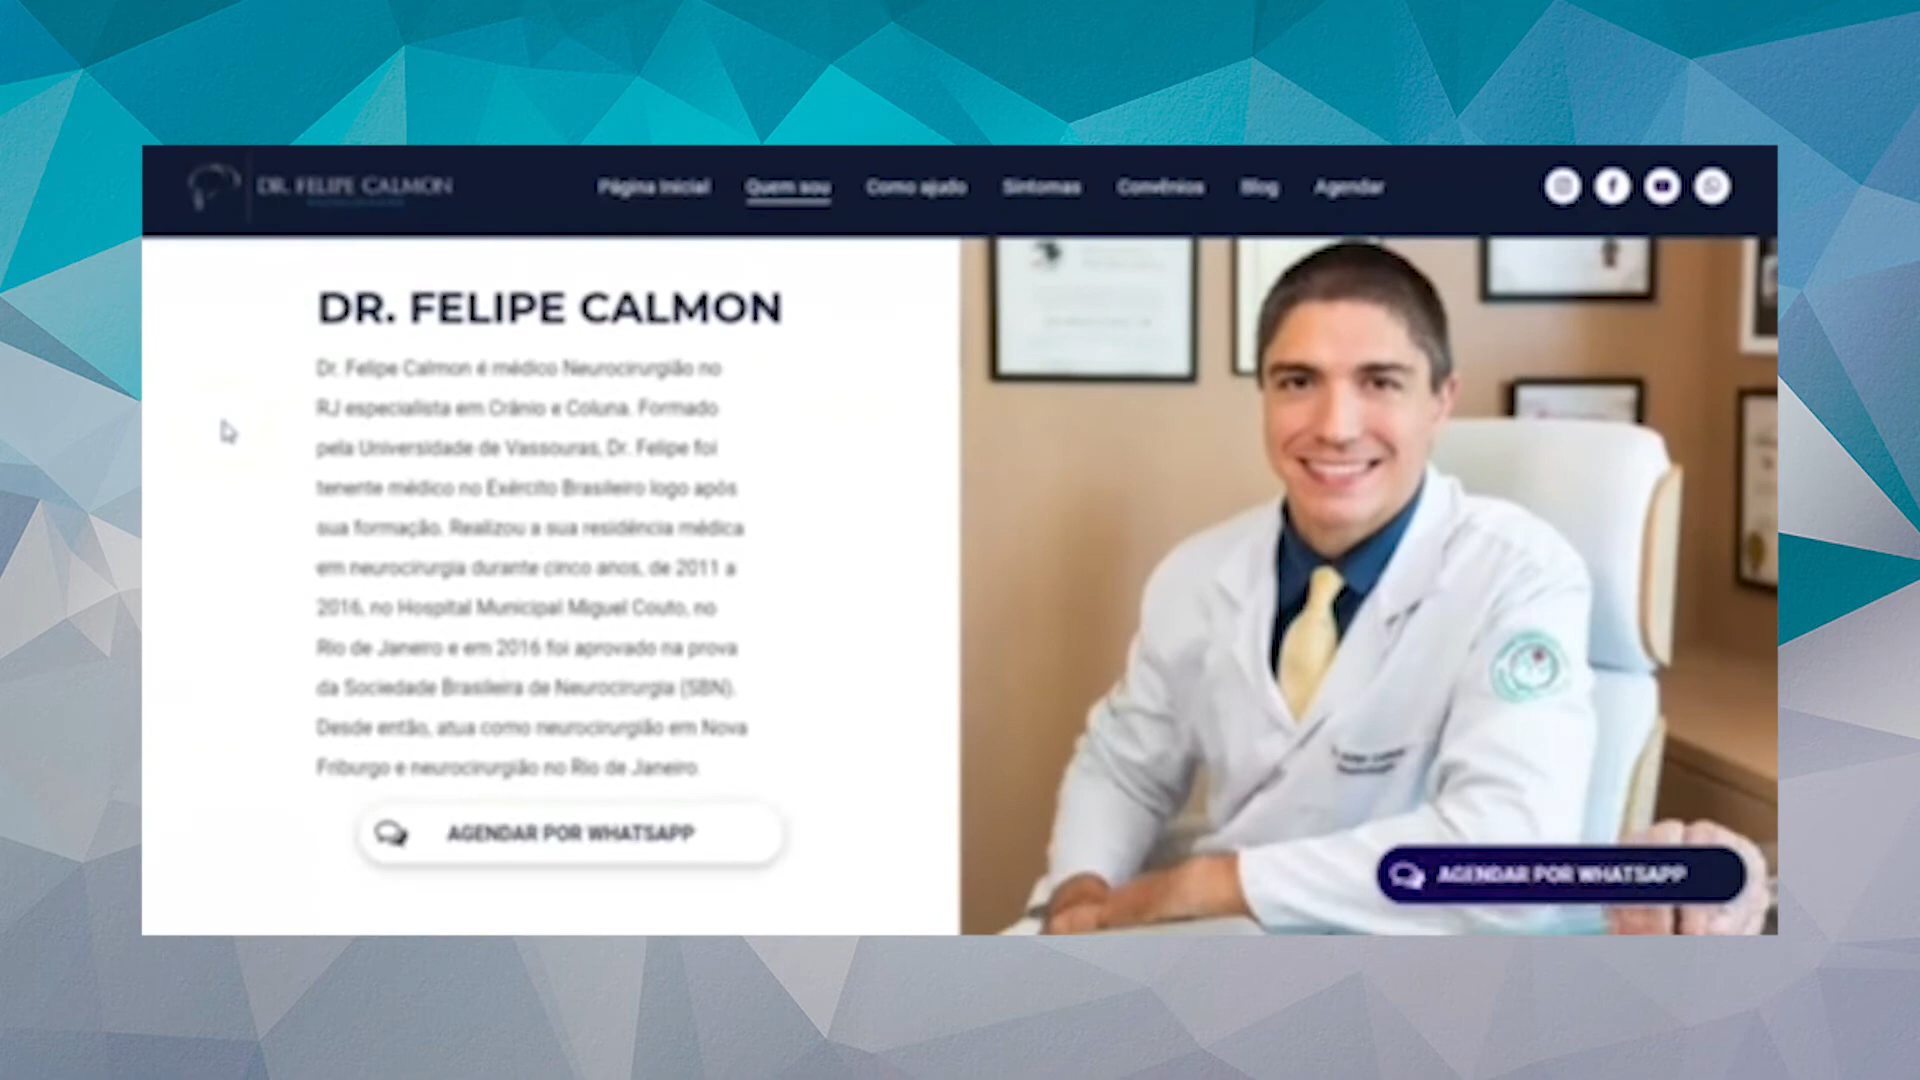 DR. FELIPE CALMON
Página Inicial
Quem sou
Como ajudo
Sintomas
Convênios
Blog
Agendar
DR. FELIPE CALMON
Dr. Felipe Calmon é médico Neurocirurgião no
RJ especialista em Crânio e Coluna. Formado
pela Universidade de Vassouras, Dr. Felipe foi
tenente médico no Exército Brasileiro logo após
sua formação. Realizou a sua residência médica
em neurocirurgia durante cinco anos, de 2011 a
2016, no Hospital Municipal Miguel Couto, no
Rio de Janeiro e em 2016 foi aprovado na prova
da Sociedade Brasileira de Neurocirurgia (SBN).
Desde então, atua como neurocirurgião em Nova
Friburgo e neurocirurgião no Rio de Janeiro.
AGENDAR POR WHATSAPP
AGENDAR POR WHATSAPP